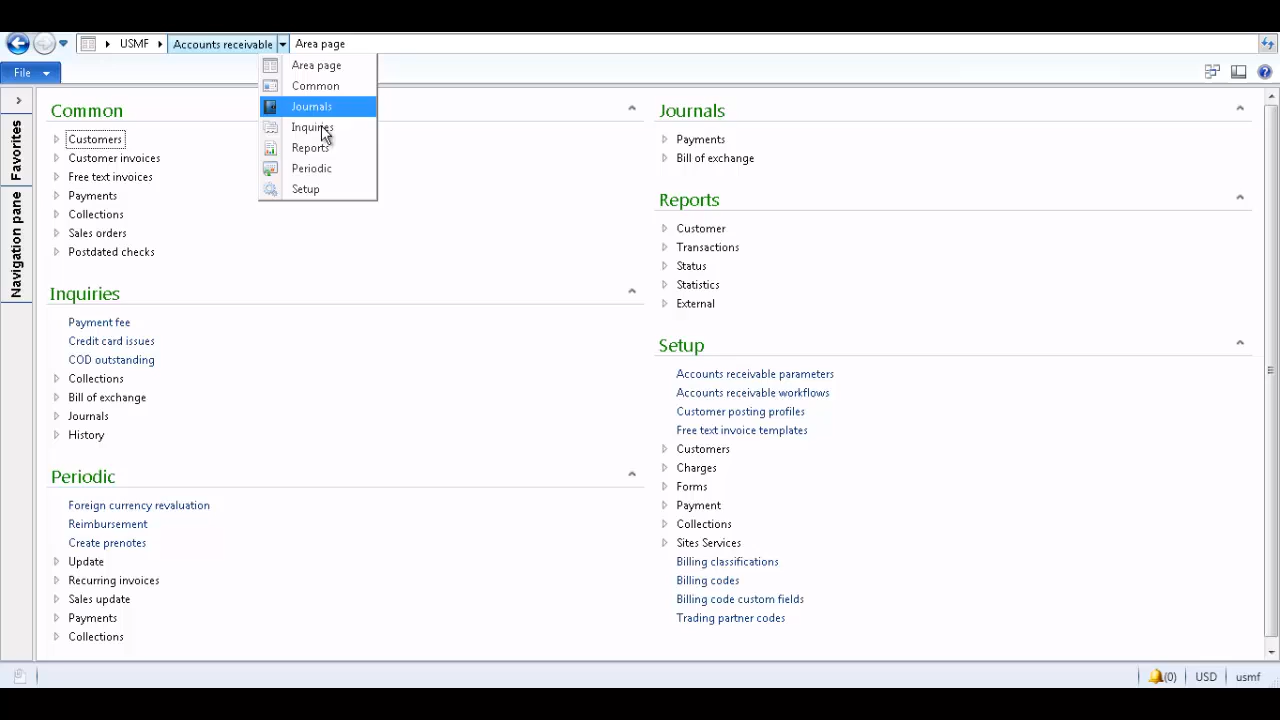 USMF Accounts receivable Area page
File
Area page
Common
Journals
Inquiries
Reports
Periodic
Setup
Favorites
Navigation pane
Common
Customers
Customer invoices
Free text invoices
Payments
Collections
Sales orders
Postdated checks
Inquiries
Payment fee
Credit card issues
COD outstanding
Collections
Bill of exchange
Journals
History
Periodic
Foreign currency revaluation
Reimbursement
Create prenotes
Update
Recurring invoices
Sales update
Payments
Collections
Journals
Payments
Bill of exchange
Reports
Customer
Transactions
Status
Statistics
External
Setup
Accounts receivable parameters
Accounts receivable workflows
Customer posting profiles
Free text invoice templates
Customers
Charges
Forms
Payment
Collections
Sites Services
Billing classifications
Billing codes
Billing code custom fields
Trading partner codes
(0) USD usmf